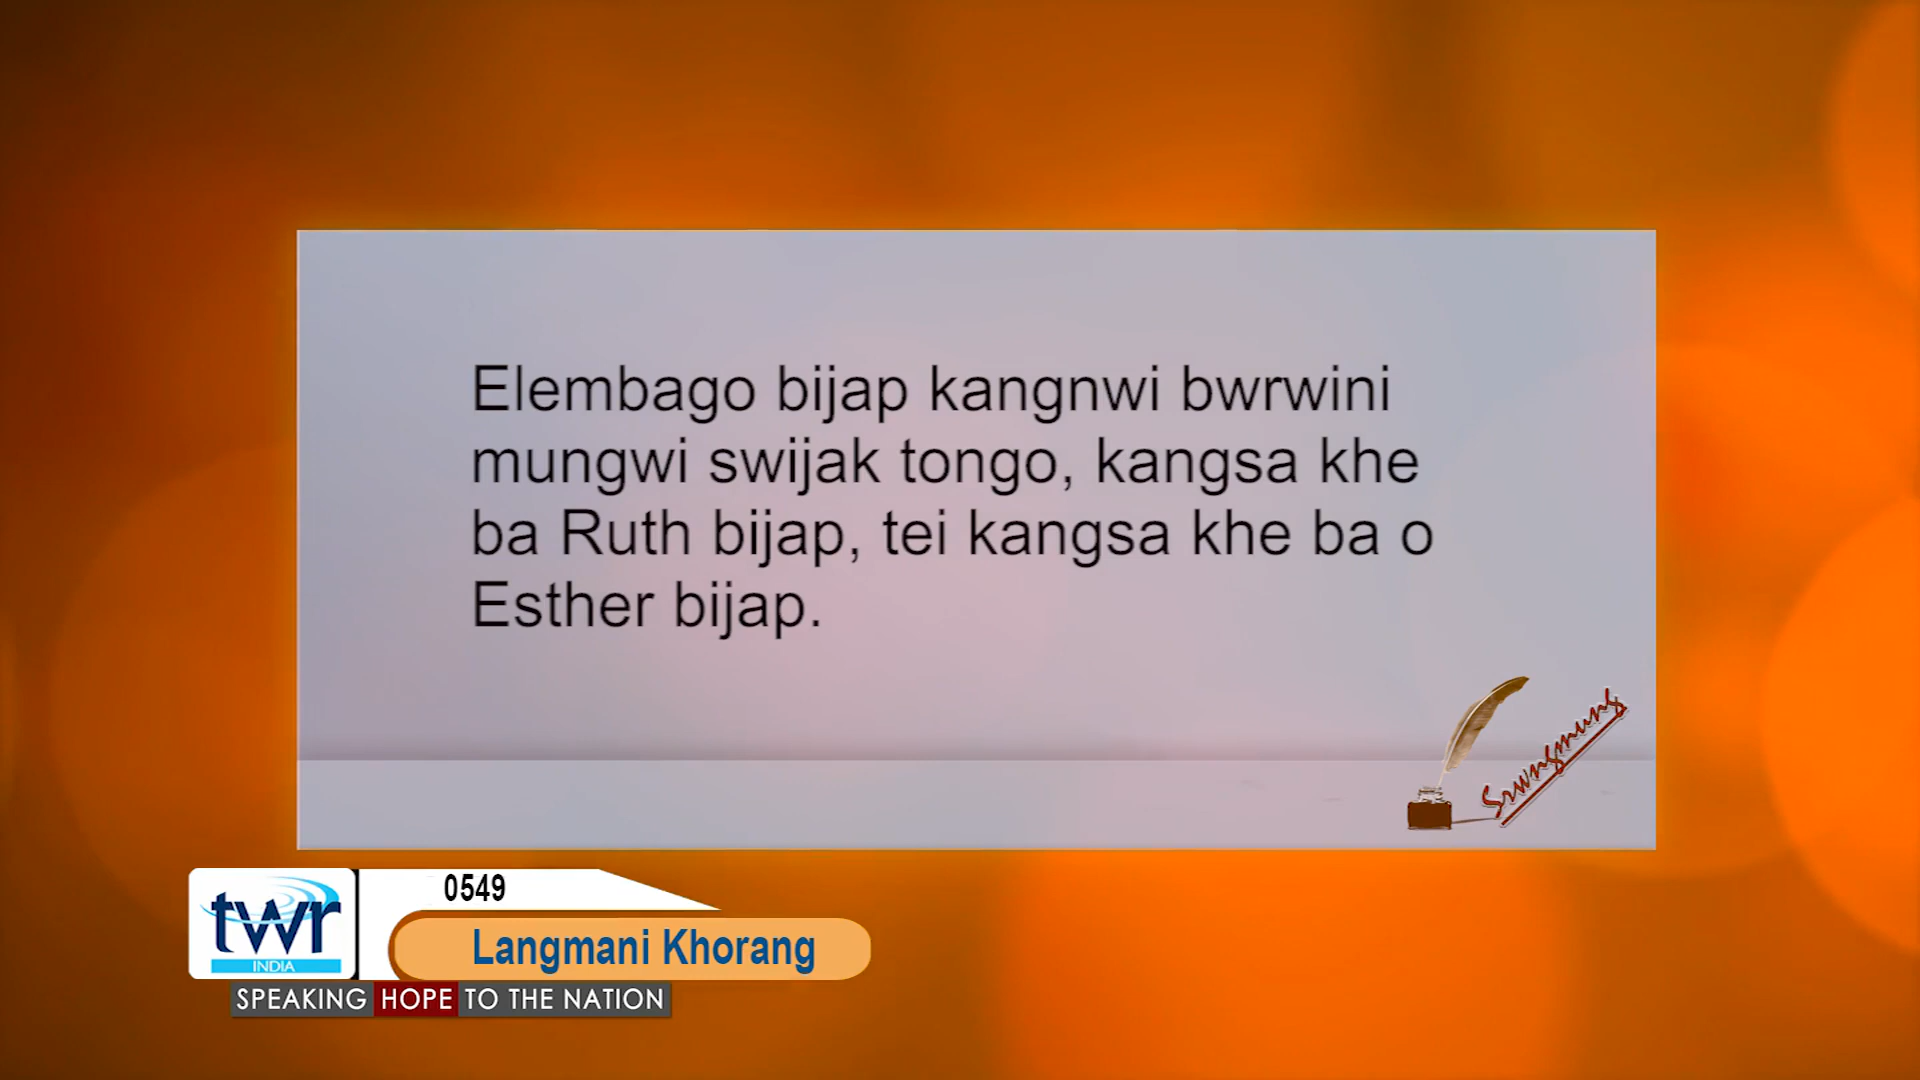 Elembago bijap kangnwi bwrwini
mungwi swijak tongo, kangsa khe
ba Ruth bijap, tei kangsa khe ba o
Esther bijap.
Srwngmung
twr
INDIA
0549
Langmani Khorang
SPEAKING HOPE TO THE NATION